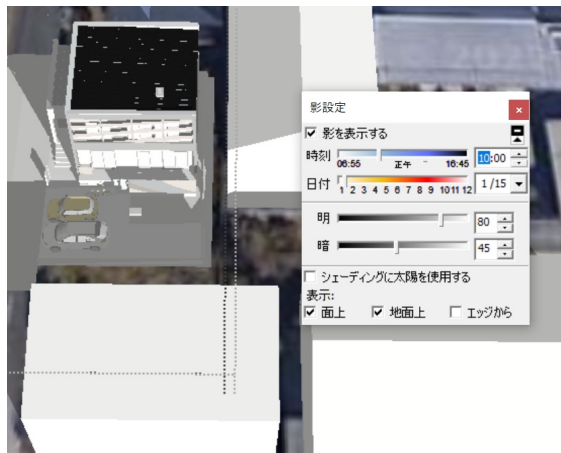 影設定
影を表示する
時刻 06:55 正午 16:45 10:00
日付 1 2 3 4 5 6 7 8 9 10 11 12 1/15
明 80
暗 45
シェーディングに太陽を使用する
表示:
面上 地面上 エッジから